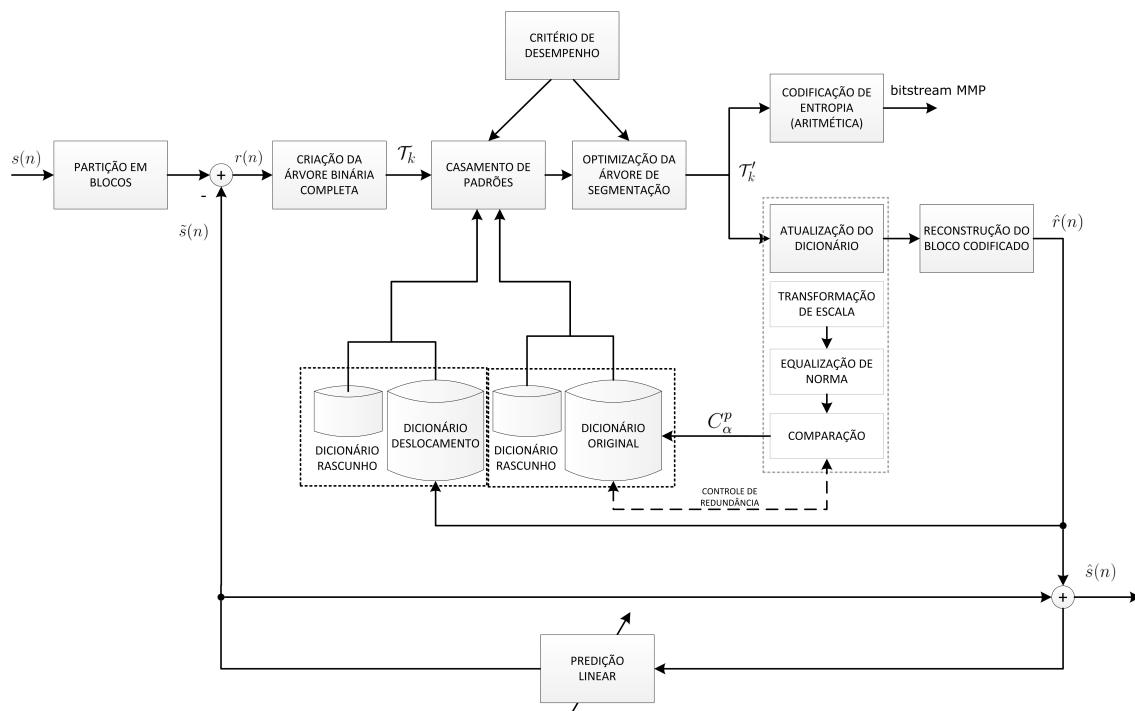 CRITÉRIO DE
DESEMPENHO
CODIFICAÇÃO DE
ENTROPIA
(ARITMÉTICA)
bitstream MMP
s(n)
PARTIÇÃO EM
BLOCOS
+
-
r(n)
CRIAÇÃO DA
ÁRVORE BINÁRIA
COMPLETA
𝒯_k
CASAMENTO DE
PADRÕES
OPTIMIZAÇÃO DA
ÁRVORE DE
SEGMENTAÇÃO
𝒯'_k
s̃(n)
ATUALIZAÇÃO DO
DICIONÁRIO
RECONSTRUÇÃO DO
BLOCO CODIFICADO
r̂(n)
TRANSFORMAÇÃO
DE ESCALA
EQUALIZAÇÃO DE
NORMA
COMPARAÇÃO
C^p_α
DICIONÁRIO
RASCUNHO
DICIONÁRIO
DESLOCAMENTO
DICIONÁRIO
RASCUNHO
DICIONÁRIO
ORIGINAL
CONTROLE DE
REDUNDÂNCIA
+
ŝ(n)
PREDIÇÃO
LINEAR